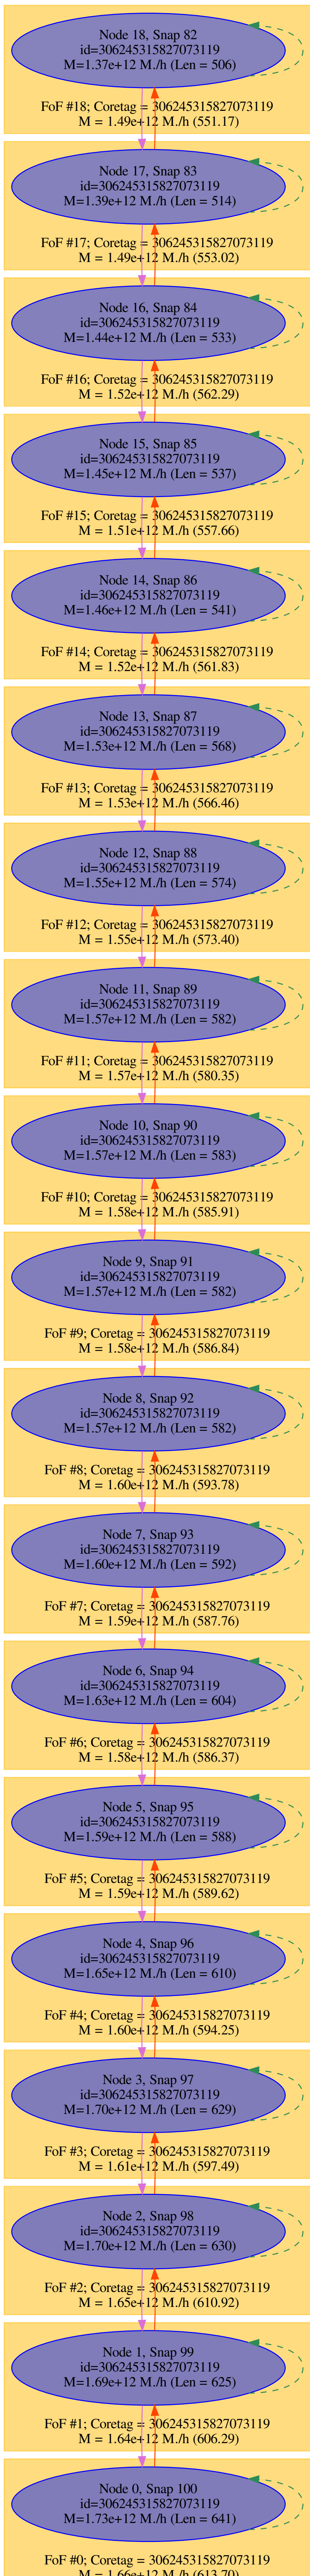 Node 18, Snap 82
id=306245315827073119
M=1.37e+12 M./h (Len = 506)
FoF #18; Coretag = 306245315827073119
M = 1.49e+12 M./h (551.17)
Node 17, Snap 83
id=306245315827073119
M=1.39e+12 M./h (Len = 514)
FoF #17; Coretag = 306245315827073119
M = 1.49e+12 M./h (553.02)
Node 16, Snap 84
id=306245315827073119
M=1.44e+12 M./h (Len = 533)
FoF #16; Coretag = 306245315827073119
M = 1.52e+12 M./h (562.29)
Node 15, Snap 85
id=306245315827073119
M=1.45e+12 M./h (Len = 537)
FoF #15; Coretag = 306245315827073119
M = 1.51e+12 M./h (557.66)
Node 14, Snap 86
id=306245315827073119
M=1.46e+12 M./h (Len = 541)
FoF #14; Coretag = 306245315827073119
M = 1.52e+12 M./h (561.83)
Node 13, Snap 87
id=306245315827073119
M=1.53e+12 M./h (Len = 568)
FoF #13; Coretag = 306245315827073119
M = 1.53e+12 M./h (566.46)
Node 12, Snap 88
id=306245315827073119
M=1.55e+12 M./h (Len = 574)
FoF #12; Coretag = 306245315827073119
M = 1.55e+12 M./h (573.40)
Node 11, Snap 89
id=306245315827073119
M=1.57e+12 M./h (Len = 582)
FoF #11; Coretag = 306245315827073119
M = 1.57e+12 M./h (580.35)
Node 10, Snap 90
id=306245315827073119
M=1.57e+12 M./h (Len = 583)
FoF #10; Coretag = 306245315827073119
M = 1.58e+12 M./h (585.91)
Node 9, Snap 91
id=306245315827073119
M=1.57e+12 M./h (Len = 582)
FoF #9; Coretag = 306245315827073119
M = 1.58e+12 M./h (586.84)
Node 8, Snap 92
id=306245315827073119
M=1.57e+12 M./h (Len = 582)
FoF #8; Coretag = 306245315827073119
M = 1.60e+12 M./h (593.78)
Node 7, Snap 93
id=306245315827073119
M=1.60e+12 M./h (Len = 592)
FoF #7; Coretag = 306245315827073119
M = 1.59e+12 M./h (587.76)
Node 6, Snap 94
id=306245315827073119
M=1.63e+12 M./h (Len = 604)
FoF #6; Coretag = 306245315827073119
M = 1.58e+12 M./h (586.37)
Node 5, Snap 95
id=306245315827073119
M=1.59e+12 M./h (Len = 588)
FoF #5; Coretag = 306245315827073119
M = 1.59e+12 M./h (589.62)
Node 4, Snap 96
id=306245315827073119
M=1.65e+12 M./h (Len = 610)
FoF #4; Coretag = 306245315827073119
M = 1.60e+12 M./h (594.25)
Node 3, Snap 97
id=306245315827073119
M=1.70e+12 M./h (Len = 629)
FoF #3; Coretag = 306245315827073119
M = 1.61e+12 M./h (597.49)
Node 2, Snap 98
id=306245315827073119
M=1.70e+12 M./h (Len = 630)
FoF #2; Coretag = 306245315827073119
M = 1.65e+12 M./h (610.92)
Node 1, Snap 99
id=306245315827073119
M=1.69e+12 M./h (Len = 625)
FoF #1; Coretag = 306245315827073119
M = 1.64e+12 M./h (606.29)
Node 0, Snap 100
id=306245315827073119
M=1.73e+12 M./h (Len = 641)
FoF #0; Coretag = 306245315827073119
M = 1.66e+12 M./h (613.70)